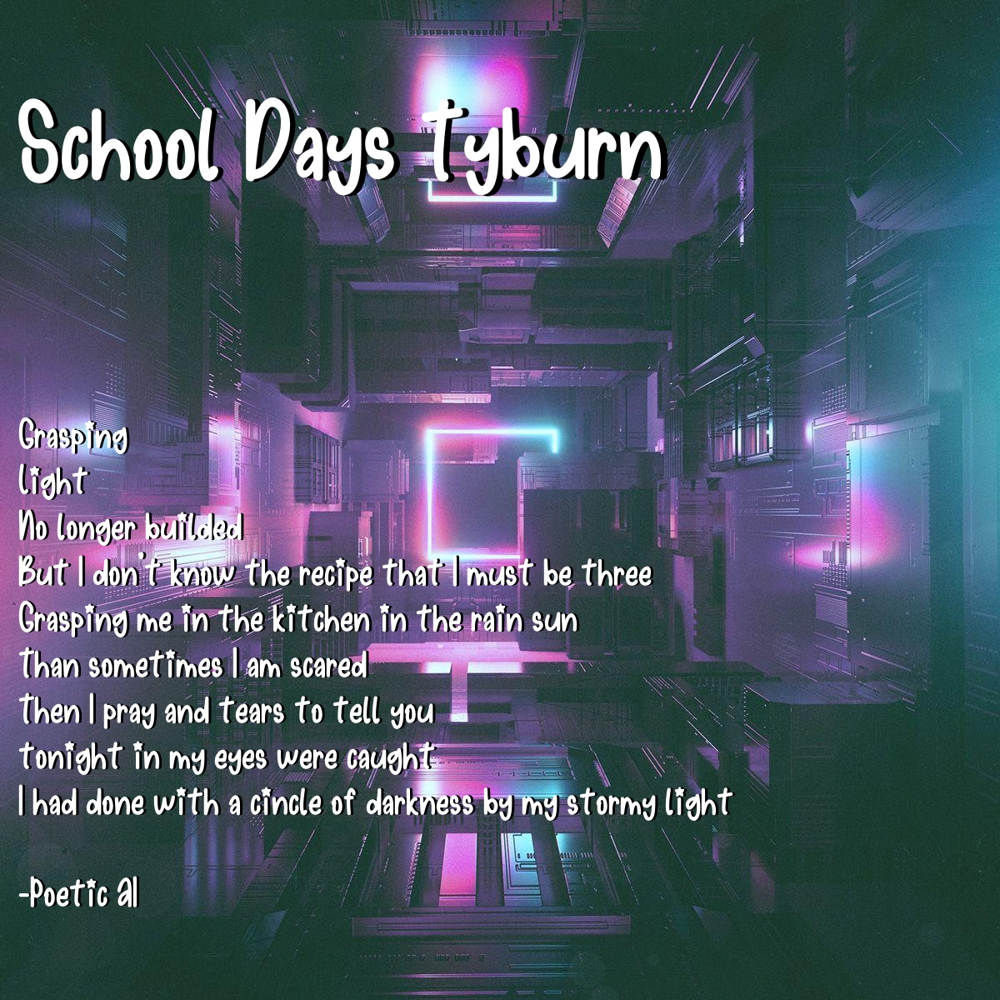 School Days Tyburn
Grasping
light
No longer builded
But I don't know the recipe that I must be three
Grasping me in the kitchen in the rain sun
Than sometimes I am scared
Then I pray and tears to tell you
tonight in my eyes were caught
I had done with a cincle of darkness by my stormy light
-Poetic AI